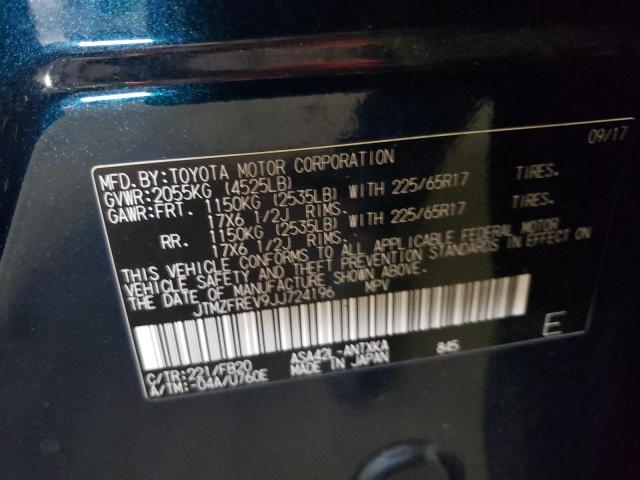 09/17
MFD.BY:TOYOTA MOTOR CORPORATION
GVWR:2055KG (4525LB)
GAWR:FRT. 1150KG (2535LB) WITH 225/65R17 TIRES.
17X6 1/2J RIMS.
RR. 1150KG (2535LB) WITH 225/65R17 TIRES.
17X6 1/2J RIMS.
THIS VEHICLE CONFORMS TO ALL APPLICABLE FEDERAL MOTOR
VEHICLE SAFETY AND THEFT PREVENTION STANDARDS IN EFFECT ON
THE DATE OF MANUFACTURE SHOWN ABOVE.
JTMZFREV9JJ724196 MPV
E
C/TR:221/FB20 ASA42L-ANTXKA 845
A/TM:-04A/U760E MADE IN JAPAN